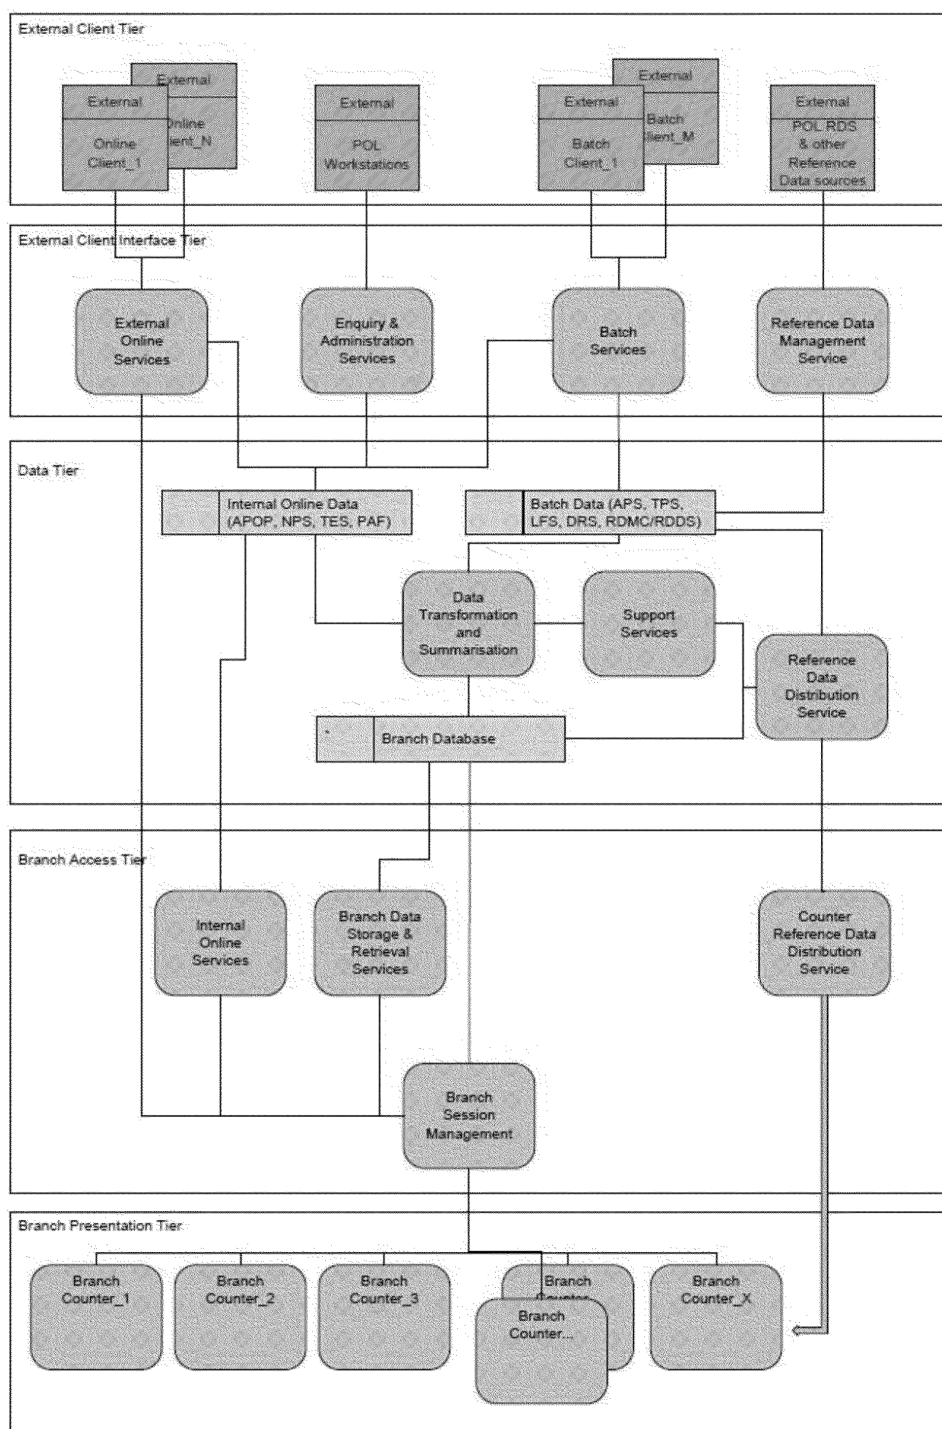 External Client Tier
External
External
Online
Client_1
Online
ient_N
External
POL
Workstations
External
External
Batch
Client_1
Batch
lient_M
External
POL RDS
& other
Reference
Data sources
External Client Interface Tier
External
Online
Services
Enquiry &
Administration
Services
Batch
Services
Reference Data
Management
Service
Data Tier
Internal Online Data
(APOP, NPS, TES, PAF)
Batch Data (APS, TPS,
LFS, DRS, RDMC/RDDS)
Data
Transformation
and
Summarisation
Support
Services
Reference
Data
Distribution
Service
Branch Database
Branch Access Tier
Internal
Online
Services
Branch Data
Storage &
Retrieval
Services
Counter
Reference Data
Distribution
Service
Branch
Session
Management
Branch Presentation Tier
Branch
Counter_1
Branch
Counter_2
Branch
Counter_3
Branch
Branch
Counter...
Branch
Counter_X